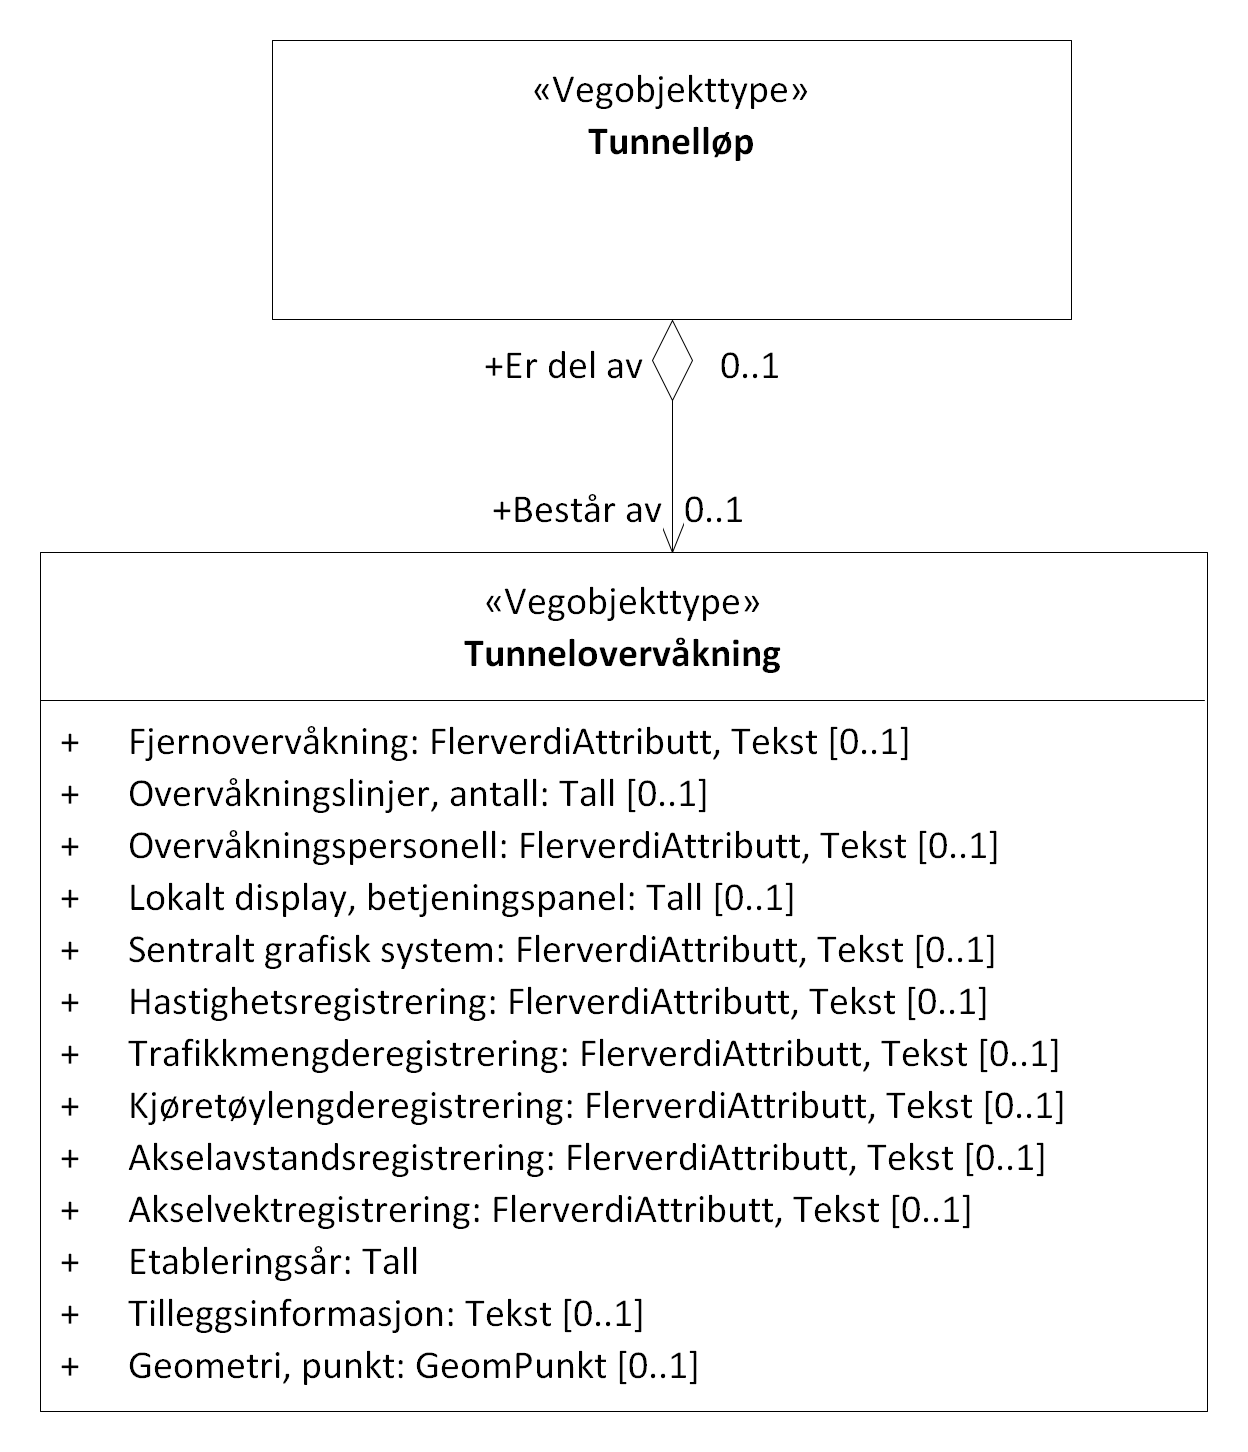 «Vegobjekttype»
Tunnelløp
+Er del av 0..1
+Består av 0..1
«Vegobjekttype»
Tunnelovervåkning
+ Fjernovervåkning: FlerverdiAttributt, Tekst [0..1]
+ Overvåkningslinjer, antall: Tall [0..1]
+ Overvåkningspersonell: FlerverdiAttributt, Tekst [0..1]
+ Lokalt display, betjeningspanel: Tall [0..1]
+ Sentralt grafisk system: FlerverdiAttributt, Tekst [0..1]
+ Hastighetsregistrering: FlerverdiAttributt, Tekst [0..1]
+ Trafikkmengderegistrering: FlerverdiAttributt, Tekst [0..1]
+ Kjøretøylengderegistrering: FlerverdiAttributt, Tekst [0..1]
+ Akselavstandsregistrering: FlerverdiAttributt, Tekst [0..1]
+ Akselvektregistrering: FlerverdiAttributt, Tekst [0..1]
+ Etableringsår: Tall
+ Tilleggsinformasjon: Tekst [0..1]
+ Geometri, punkt: GeomPunkt [0..1]